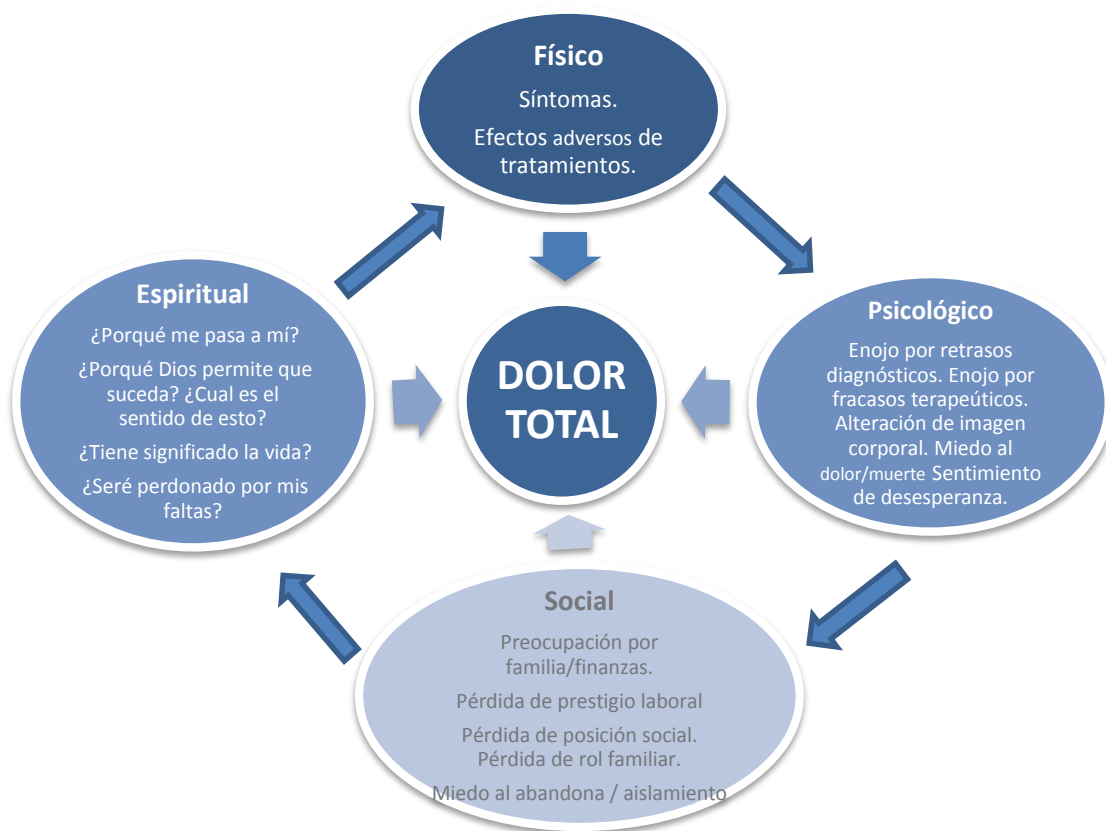 Físico
Síntomas.
Efectos adversos de
tratamientos.
Espiritual
¿Porqué me pasa a mí?
¿Porqué Dios permite que
suceda? ¿Cual es el
sentido de esto?
¿Tiene significado la vida?
¿Seré perdonado por mis
faltas?
DOLOR
TOTAL
Psicológico
Enojo por retrasos
diagnósticos. Enojo por
fracasos terapeúticos.
Alteración de imagen
corporal. Miedo al
dolor/muerte Sentimiento
de desesperanza.
Social
Preocupación por
familia/finanzas.
Pérdida de prestigio laboral
Pérdida de posición social.
Pérdida de rol familiar.
Miedo al abandona / aislamiento